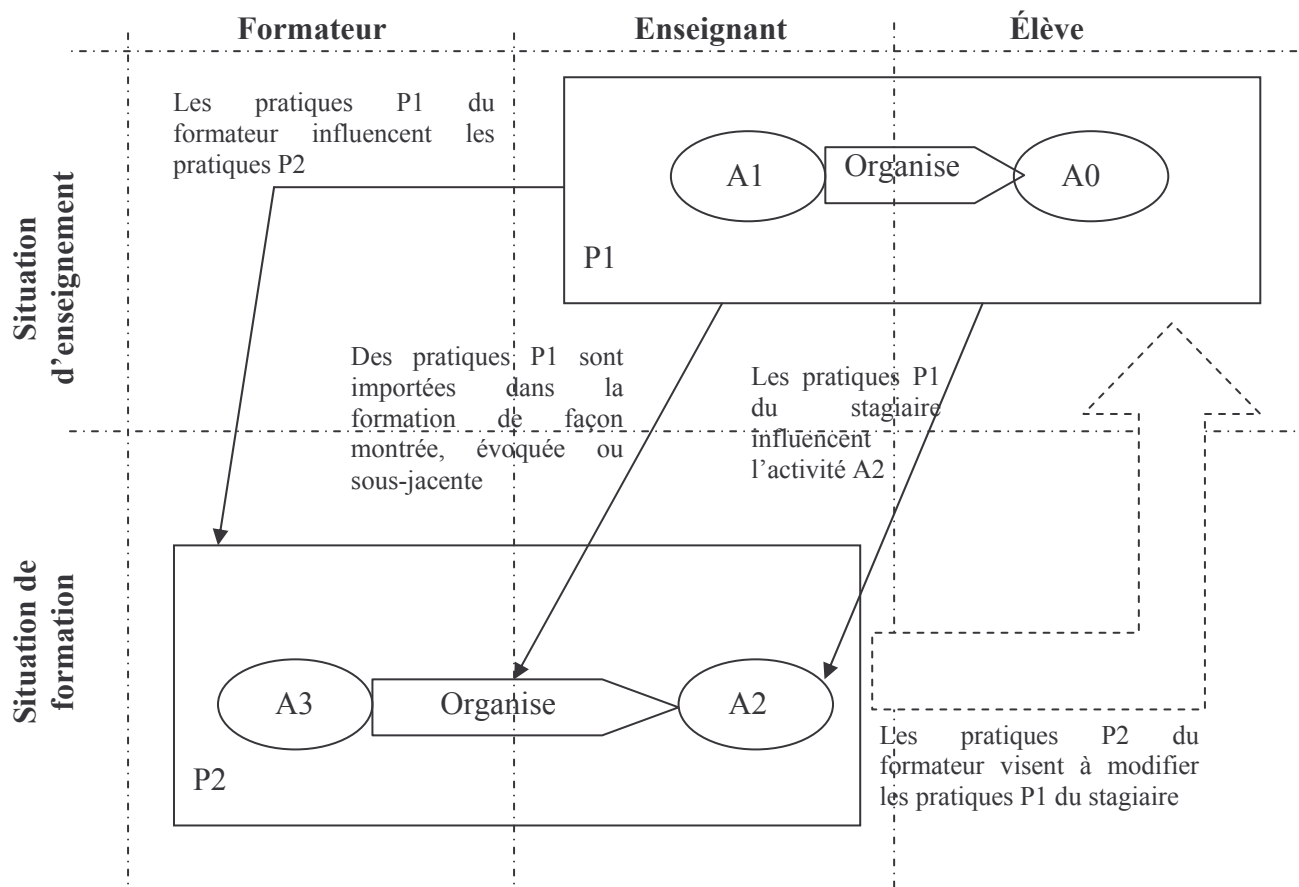 Formateur
Enseignant
Élève
Situation
d’enseignement
Les pratiques P1 du
formateur influencent les
pratiques P2
A1
Organise
A0
P1
Des pratiques P1 sont
importées dans la
formation de façon
montrée, évoquée ou
sous-jacente
Les pratiques P1
du stagiaire
influencent
l’activité A2
Situation de
formation
A3
Organise
A2
P2
Les pratiques P2 du
formateur visent à modifier
les pratiques P1 du stagiaire